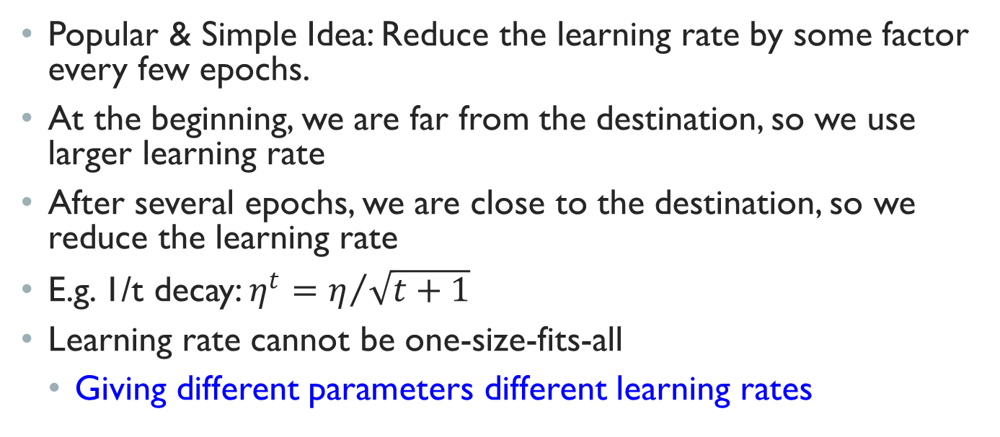 • Popular & Simple Idea: Reduce the learning rate by some factor
every few epochs.
• At the beginning, we are far from the destination, so we use
larger learning rate
• After several epochs, we are close to the destination, so we
reduce the learning rate
• E.g. 1/t decay: 𝜂ᵗ = 𝜂/√(t + 1)
• Learning rate cannot be one-size-fits-all
• Giving different parameters different learning rates